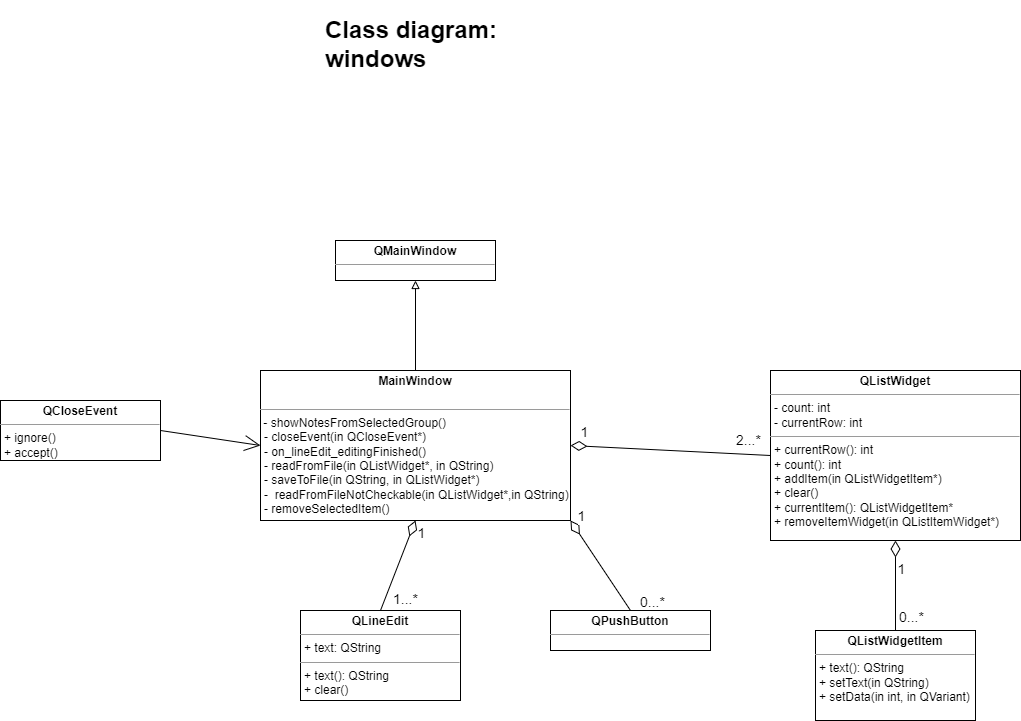 Class diagram:
windows
QMainWindow
MainWindow
- showNotesFromSelectedGroup()
- closeEvent(in QCloseEvent*)
- on_lineEdit_editingFinished()
- readFromFile(in QListWidget*, in QString)
- saveToFile(in QString, in QListWidget*)
- readFromFileNotCheckable(in QListWidget*,in QString)
- removeSelectedItem()
QCloseEvent
+ ignore()
+ accept()
QListWidget
- count: int
- currentRow: int
+ currentRow(): int
+ count(): int
+ addItem(in QListWidgetItem*)
+ clear()
+ currentItem(): QListWidgetItem*
+ removeItemWidget(in QListItemWidget*)
1
2...*
1
1...*
1
0...*
1
0...*
QLineEdit
+ text: QString
+ text(): QString
+ clear()
QPushButton
QListWidgetItem
+ text(): QString
+ setText(in QString)
+ setData(in int, in QVariant)